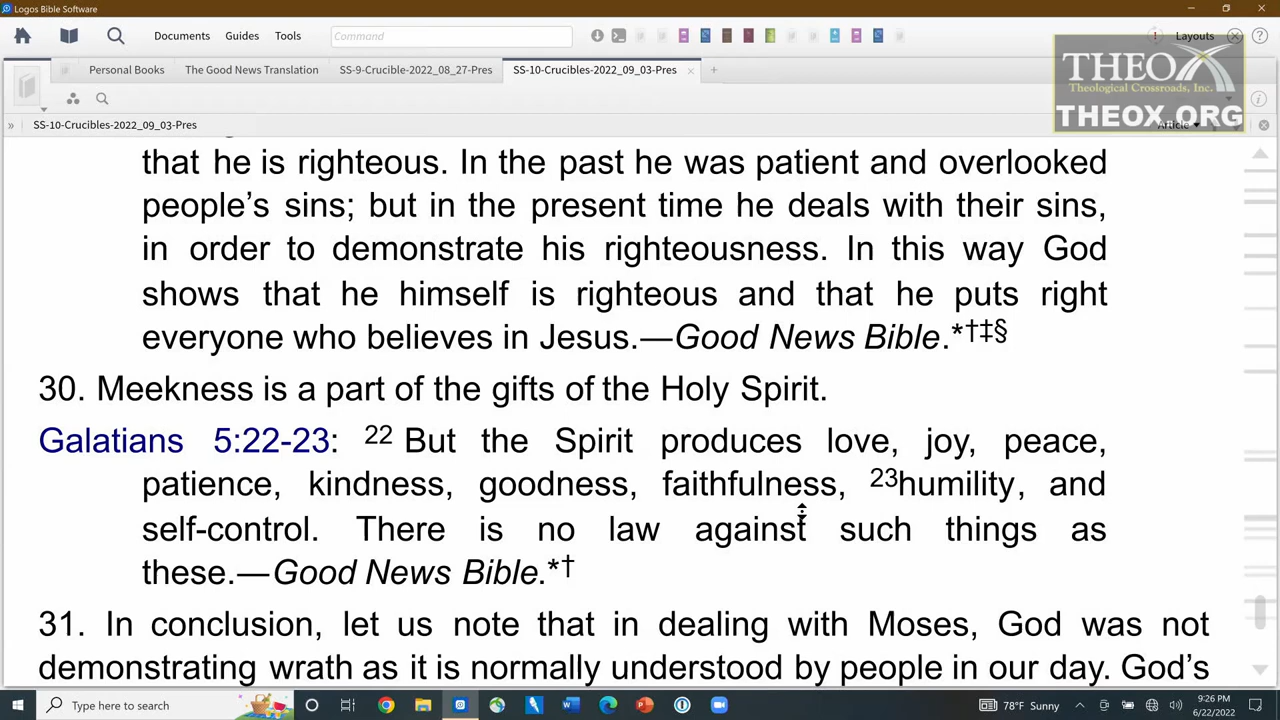 Logos Bible Software
Documents Guides Tools Command Layouts
THEOX
Theological Crossroads, Inc.
THEOX.ORG
Personal Books The Good News Translation SS-9-Crucible-2022_08_27-Pres SS-10-Crucibles-2022_09_03-Pres
SS-10-Crucibles-2022_09_03-Pres Article
that he is righteous. In the past he was patient and overlooked
people's sins; but in the present time he deals with their sins,
in order to demonstrate his righteousness. In this way God
shows that he himself is righteous and that he puts right
everyone who believes in Jesus.—Good News Bible.*†‡§
30. Meekness is a part of the gifts of the Holy Spirit.
Galatians 5:22-23: 22 But the Spirit produces love, joy, peace,
patience, kindness, goodness, faithfulness, 23humility, and
self-control. There is no law against such things as
these.—Good News Bible.*†
31. In conclusion, let us note that in dealing with Moses, God was not
demonstrating wrath as it is normally understood by people in our day. God's
Type here to search
78°F Sunny
9:26 PM
6/22/2022